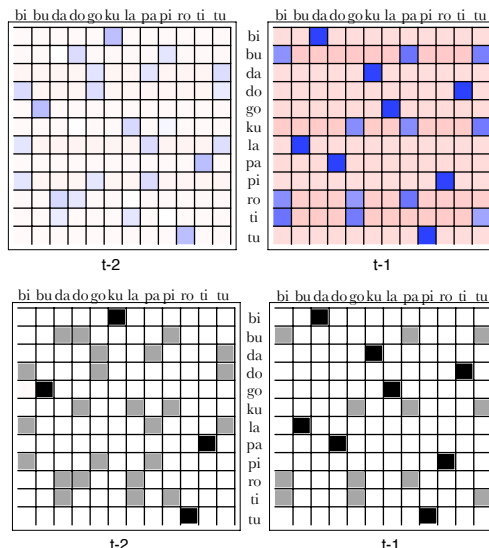 bi bu da do go ku la pa pi ro ti tu bi bu da do go ku la pa pi ro ti tu
bi
bu
da
do
go
ku
la
pa
pi
ro
ti
tu
t-2 t-1
bi bu da do go ku la pa pi ro ti tu bi bu da do go ku la pa pi ro ti tu
bi
bu
da
do
go
ku
la
pa
pi
ro
ti
tu
t-2 t-1